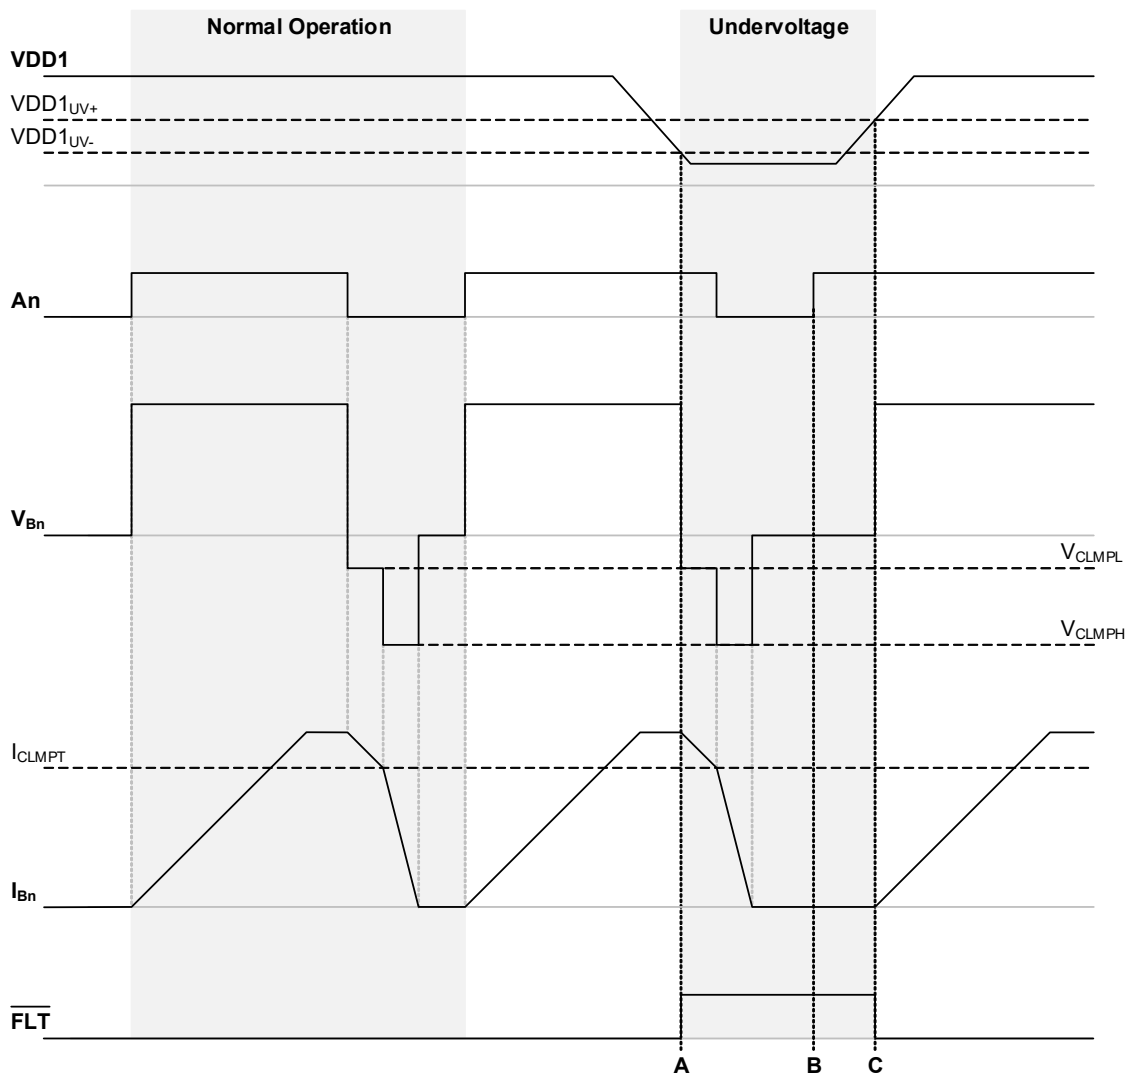 Normal Operation
Undervoltage
VDD1
VDD1UV+
VDD1UV-
An
VBn
VCLMPL
VCLMPH
ICLMPT
IBn
FLT
A
B
C